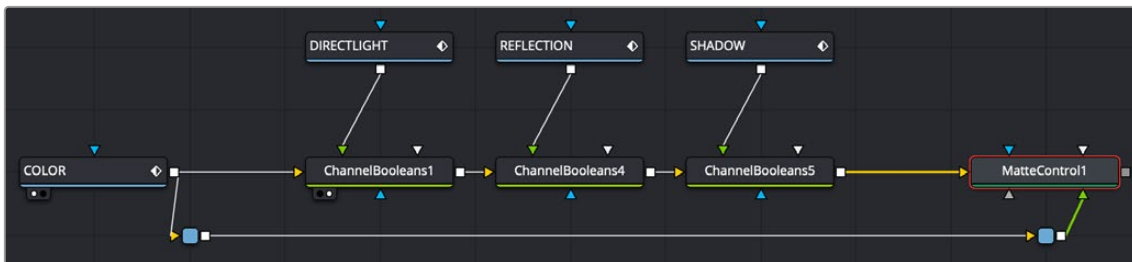 DIRECTLIGHT
REFLECTION
SHADOW
COLOR
ChannelBooleans1
ChannelBooleans4
ChannelBooleans5
MatteControl1